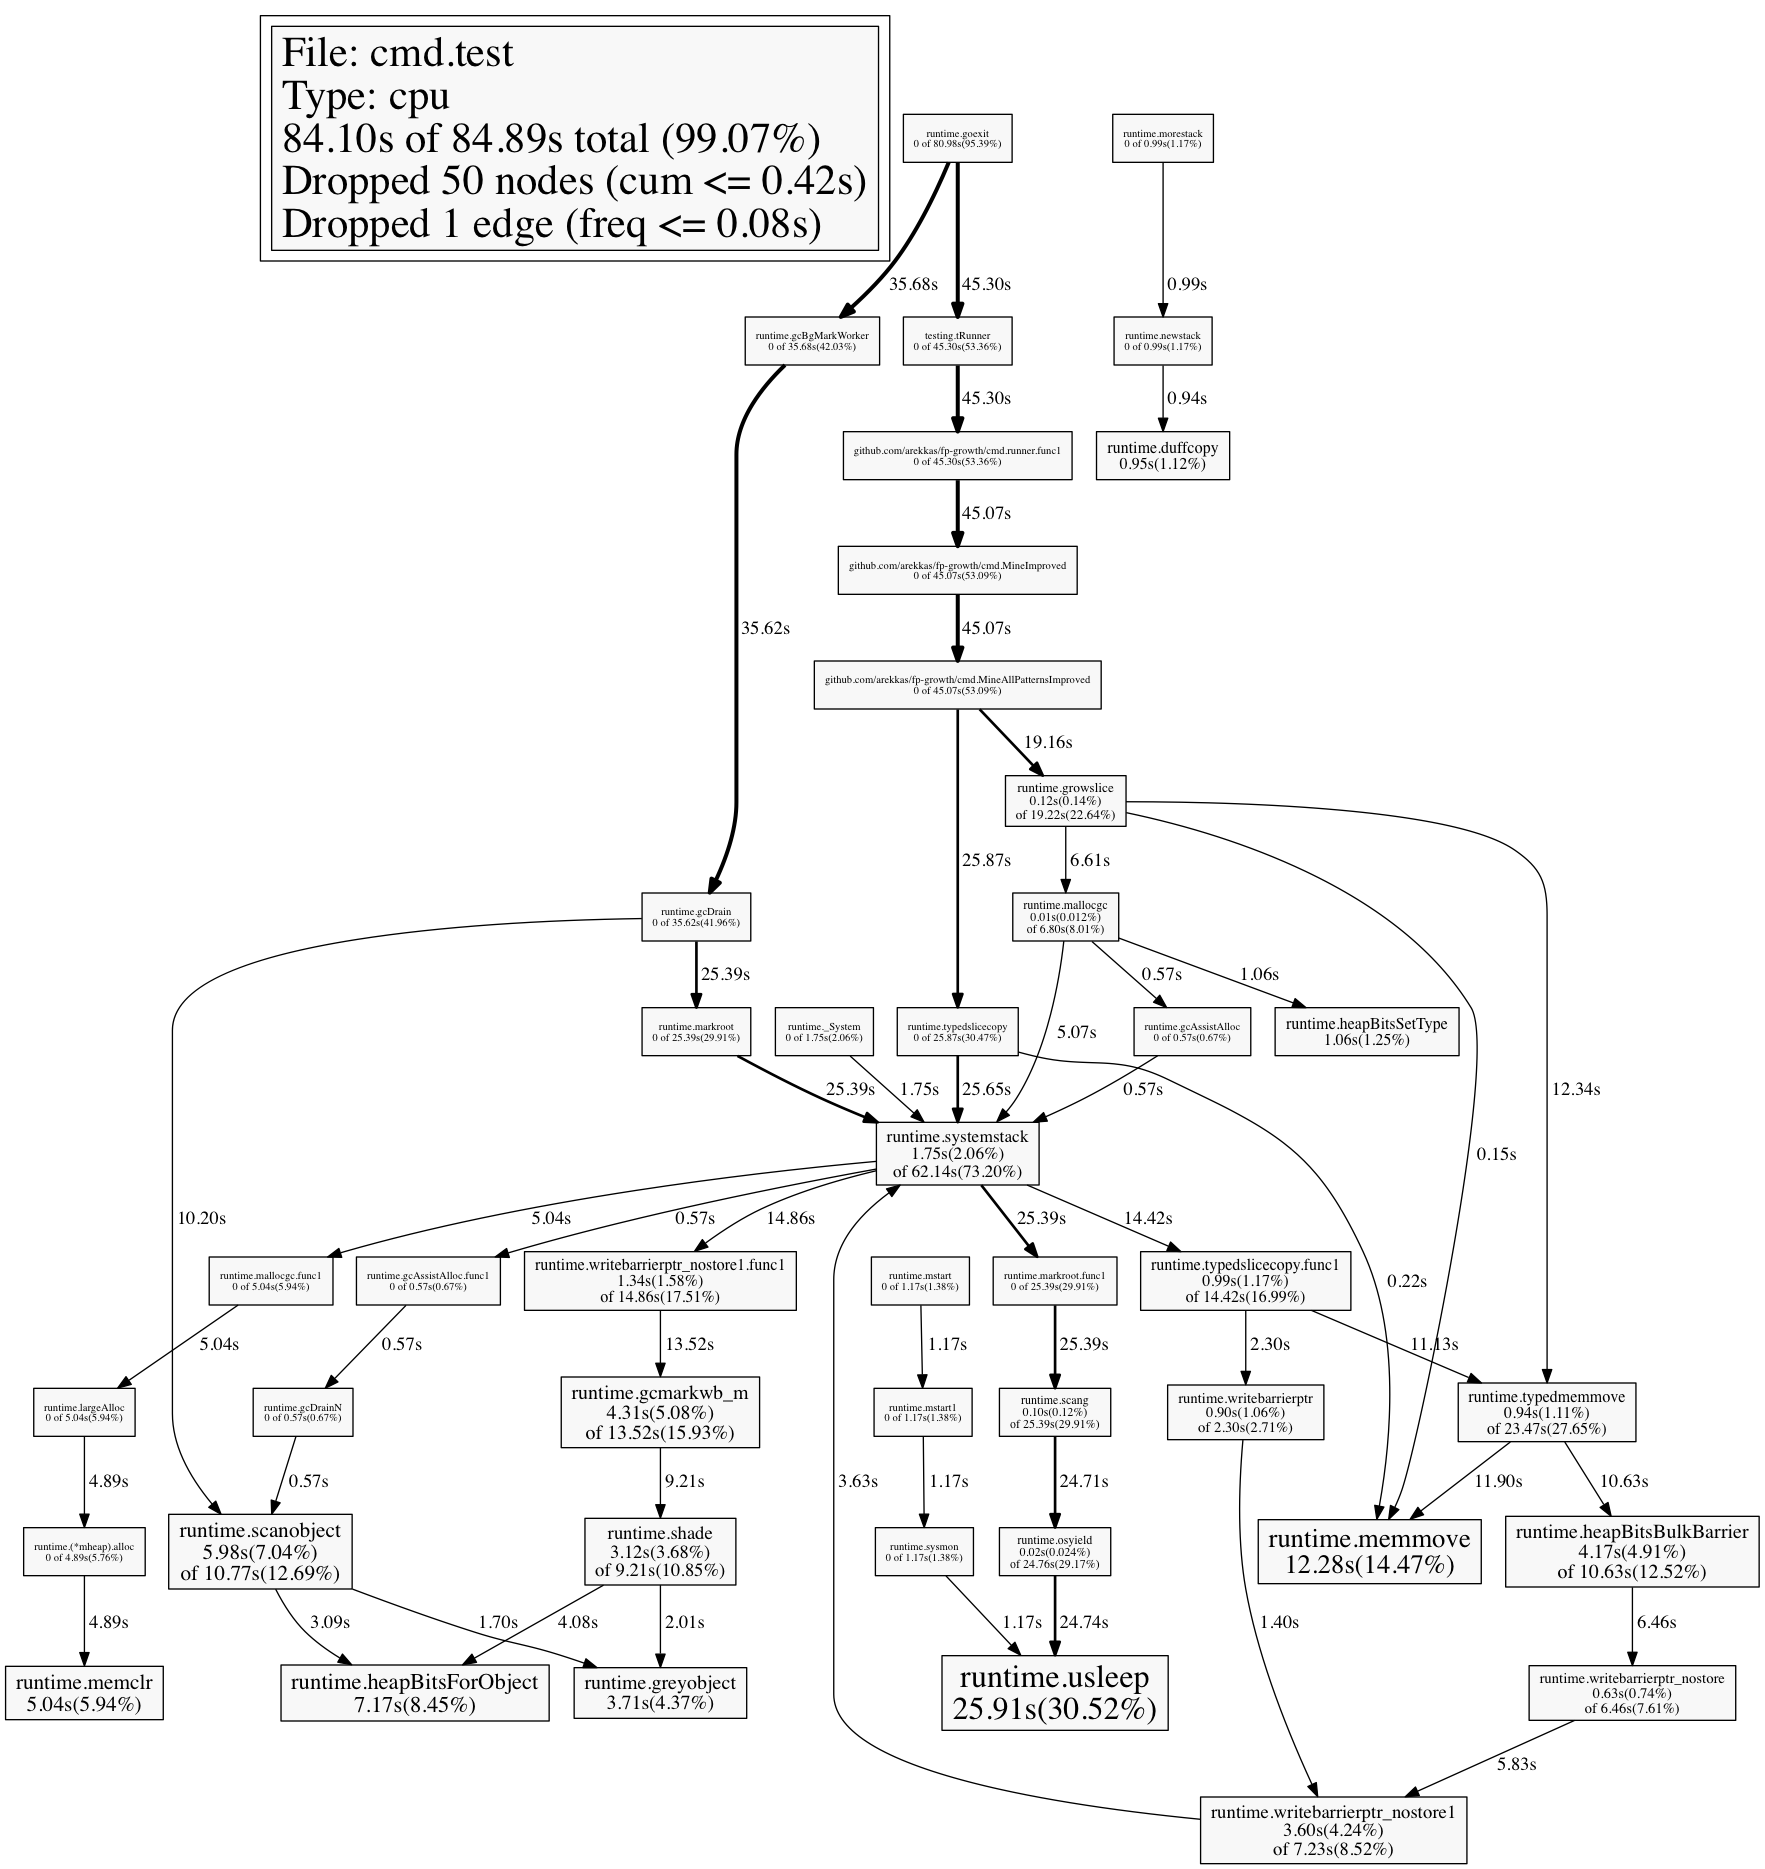 File: cmd.test
Type: cpu
84.10s of 84.89s total (99.07%)
Dropped 50 nodes (cum <= 0.42s)
Dropped 1 edge (freq <= 0.08s)
runtime.goexit
0 of 80.98s(95.39%)
runtime.morestack
0 of 0.99s(1.17%)
35.68s
45.30s
0.99s
runtime.gcBgMarkWorker
0 of 35.68s(42.03%)
testing.tRunner
0 of 45.30s(53.36%)
runtime.newstack
0 of 0.99s(1.17%)
45.30s
0.94s
github.com/arekkas/fp-growth/cmd.runner.func1
0 of 45.30s(53.36%)
runtime.duffcopy
0.95s(1.12%)
45.07s
github.com/arekkas/fp-growth/cmd.MineImproved
0 of 45.07s(53.09%)
35.62s
45.07s
github.com/arekkas/fp-growth/cmd.MineAllPatternsImproved
0 of 45.07s(53.09%)
19.16s
runtime.growslice
0.12s(0.14%)
of 19.22s(22.64%)
25.87s
6.61s
runtime.gcDrain
0 of 35.62s(41.96%)
runtime.mallocgc
0.01s(0.012%)
of 6.80s(8.01%)
25.39s
0.57s
1.06s
runtime.markroot
0 of 25.39s(29.91%)
runtime._System
0 of 1.75s(2.06%)
runtime.typedslicecopy
0 of 25.87s(30.47%)
5.07s
runtime.gcAssistAlloc
0 of 0.57s(0.67%)
runtime.heapBitsSetType
1.06s(1.25%)
25.39s
1.75s
25.65s
0.57s
12.34s
runtime.systemstack
1.75s(2.06%)
of 62.14s(73.20%)
0.15s
10.20s
5.04s
0.57s
14.86s
25.39s
14.42s
runtime.mallocgc.func1
0 of 5.04s(5.94%)
runtime.gcAssistAlloc.func1
0 of 0.57s(0.67%)
runtime.writebarrierptr_nostore1.func1
1.34s(1.58%)
of 14.86s(17.51%)
runtime.mstart
0 of 1.17s(1.38%)
runtime.markroot.func1
0 of 25.39s(29.91%)
runtime.typedslicecopy.func1
0.99s(1.17%)
of 14.42s(16.99%)
0.22s
5.04s
0.57s
13.52s
1.17s
25.39s
2.30s
11.13s
runtime.largeAlloc
0 of 5.04s(5.94%)
runtime.gcDrainN
0 of 0.57s(0.67%)
runtime.gcmarkwb_m
4.31s(5.08%)
of 13.52s(15.93%)
runtime.mstart1
0 of 1.17s(1.38%)
runtime.scang
0.10s(0.12%)
of 25.39s(29.91%)
runtime.writebarrierptr
0.90s(1.06%)
of 2.30s(2.71%)
runtime.typedmemmove
0.94s(1.11%)
of 23.47s(27.65%)
4.89s
0.57s
9.21s
3.63s
1.17s
24.71s
11.90s
10.63s
runtime.(*mheap).alloc
0 of 4.89s(5.76%)
runtime.scanobject
5.98s(7.04%)
of 10.77s(12.69%)
runtime.shade
3.12s(3.68%)
of 9.21s(10.85%)
runtime.sysmon
0 of 1.17s(1.38%)
runtime.osyield
0.02s(0.024%)
of 24.76s(29.17%)
runtime.memmove
12.28s(14.47%)
runtime.heapBitsBulkBarrier
4.17s(4.91%)
of 10.63s(12.52%)
4.89s
3.09s
1.70s
4.08s
2.01s
1.17s
24.74s
1.40s
6.46s
runtime.memclr
5.04s(5.94%)
runtime.heapBitsForObject
7.17s(8.45%)
runtime.greyobject
3.71s(4.37%)
runtime.usleep
25.91s(30.52%)
runtime.writebarrierptr_nostore
0.63s(0.74%)
of 6.46s(7.61%)
5.83s
runtime.writebarrierptr_nostore1
3.60s(4.24%)
of 7.23s(8.52%)